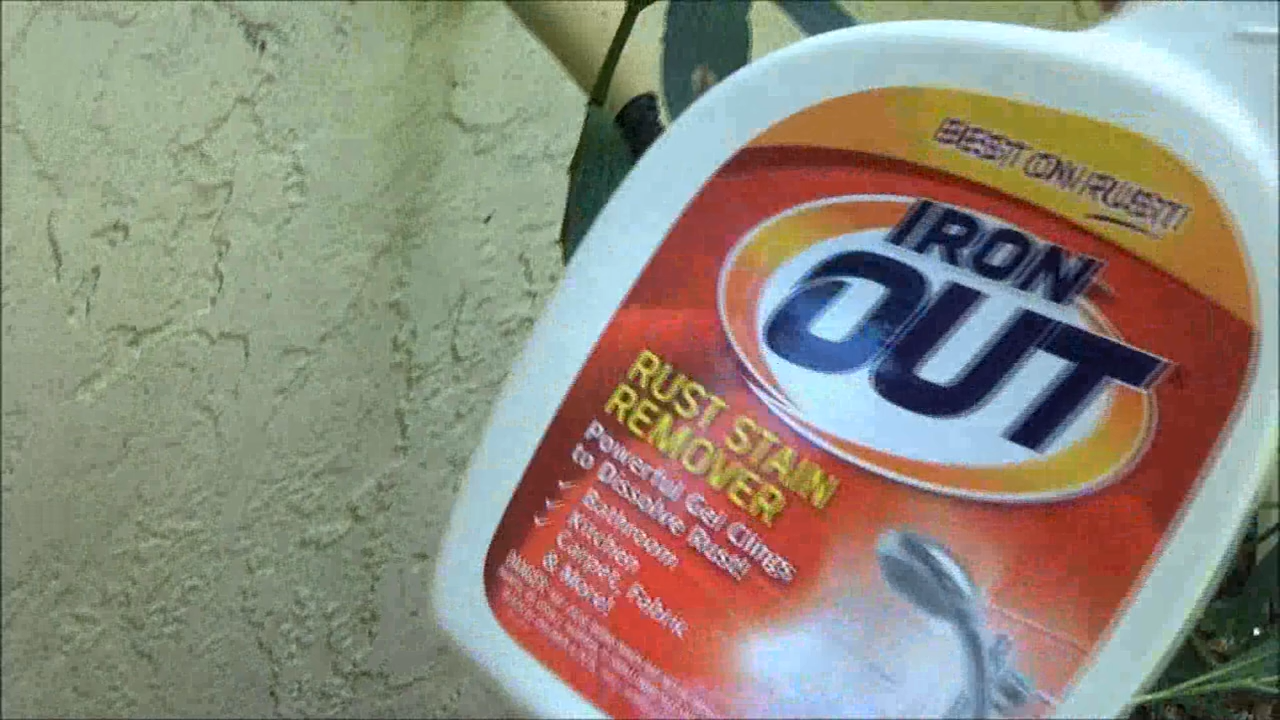 BEST ON RUST!
IRON
OUT
RUST STAIN
REMOVER
Powerful Gel Clings
to Dissolve Rust!
Bathroom
Kitchen
Carpet, Fabric
& More!